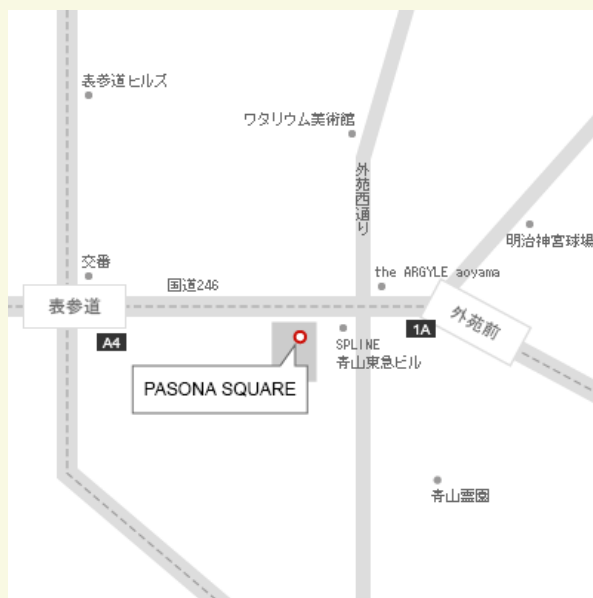 表参道ヒルズ
ワタリウム美術館
外苑西通り
明治神宮球場
交番
国道246
the ARGYLE aoyama
表参道
外苑前
A4
1A
SPLINE
青山東急ビル
PASONA SQUARE
青山霊園